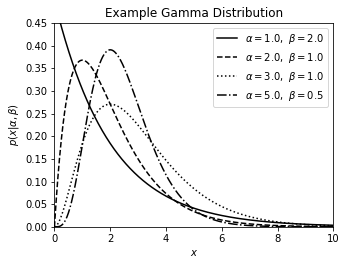 Example Gamma Distribution
0.45
0.40
0.35
0.30
0.25
0.20
0.15
0.10
0.05
0.00
p(x|α, β)
α = 1.0, β = 2.0
α = 2.0, β = 1.0
α = 3.0, β = 1.0
α = 5.0, β = 0.5
0 2 4 6 8 10
x